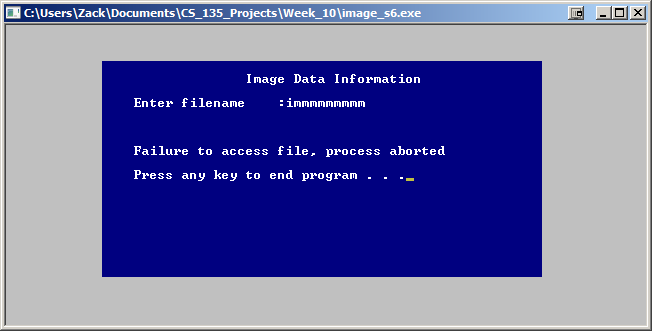 C:\Users\Zack\Documents\CS_135_Projects\Week_10\image_s6.exe
Image Data Information
Enter filename :immmmmmmmm
Failure to access file, process aborted
Press any key to end program . . .